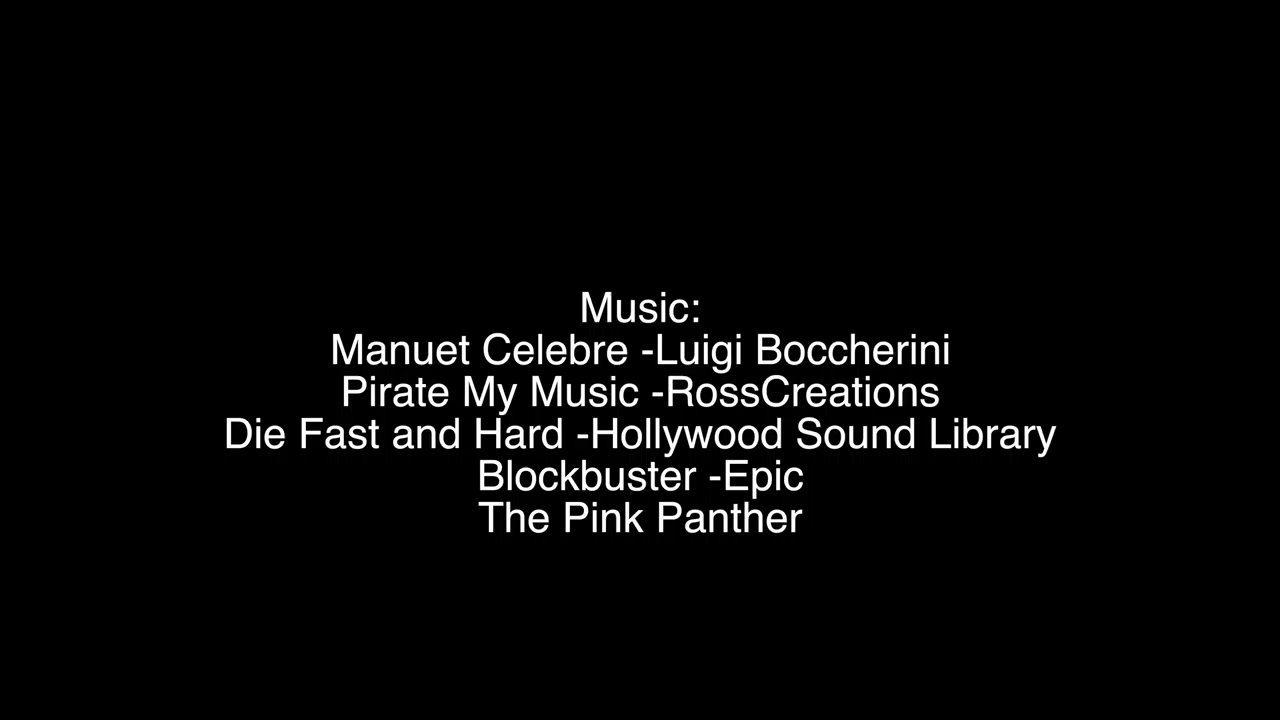 Music:
Manuet Celebre -Luigi Boccherini
Pirate My Music -RossCreations
Die Fast and Hard -Hollywood Sound Library
Blockbuster -Epic
The Pink Panther